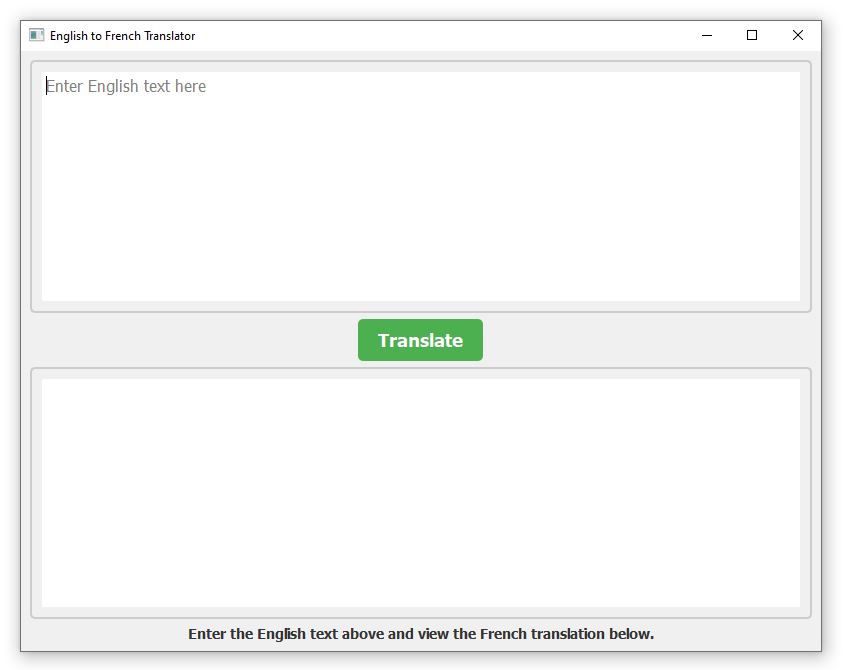 English to French Translator
Enter English text here
Translate
Enter the English text above and view the French translation below.